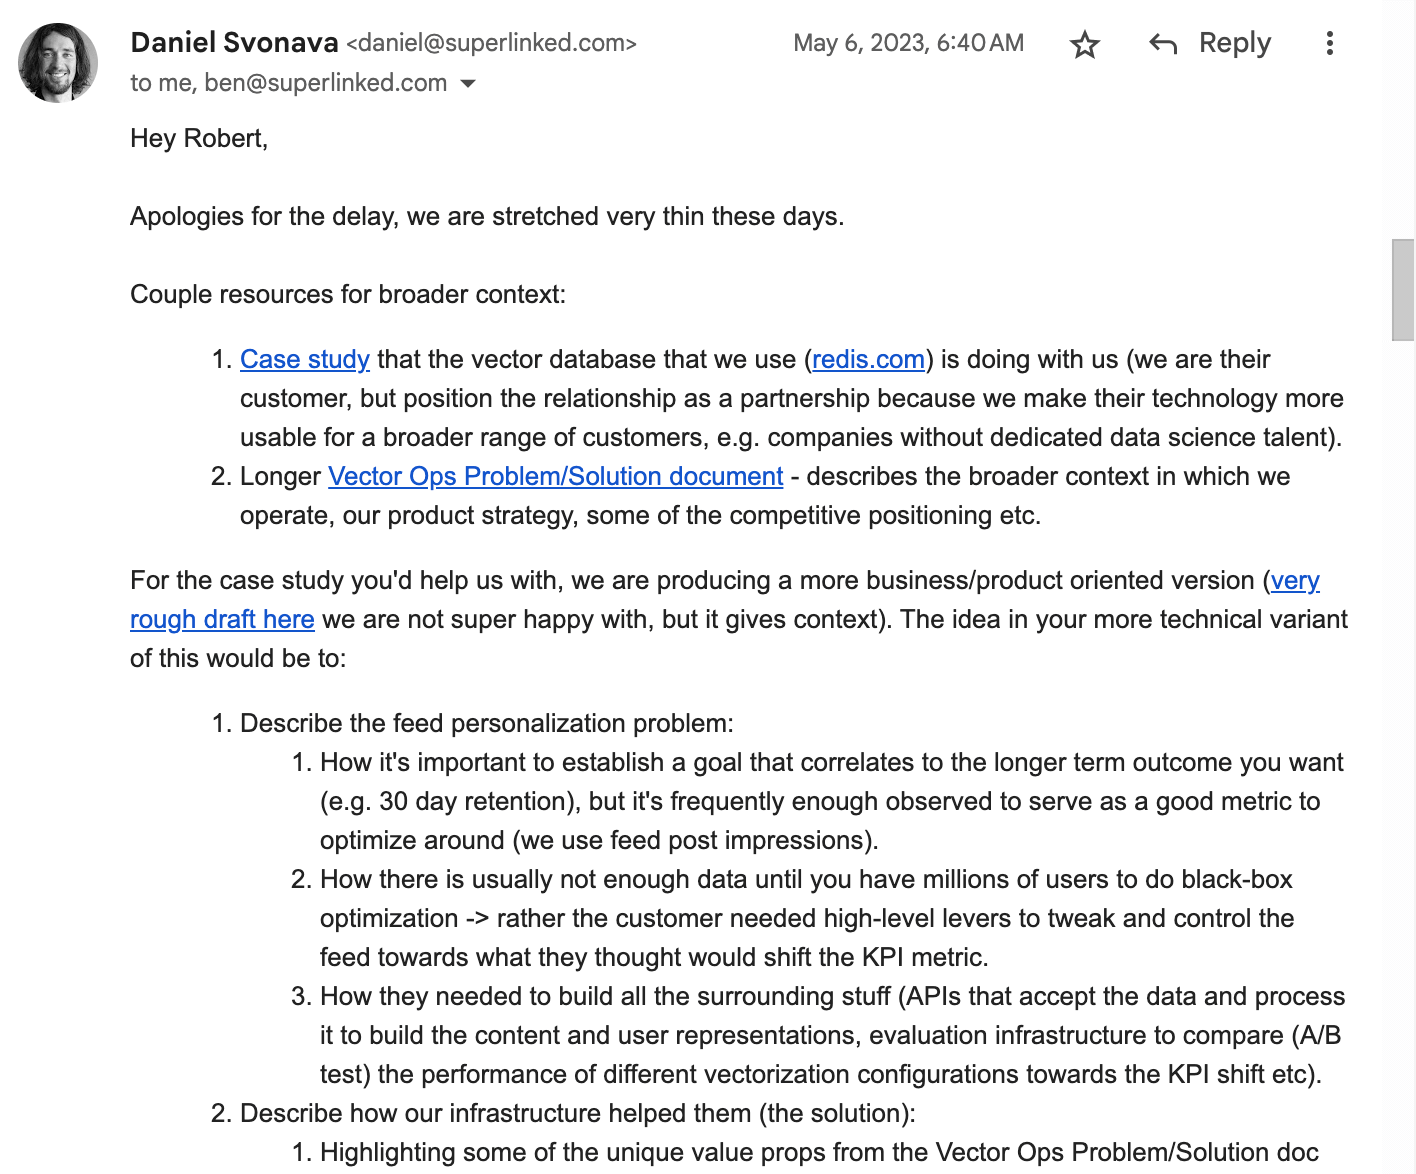 Daniel Svonava <daniel@superlinked.com> May 6, 2023, 6:40 AM Reply
to me, ben@superlinked.com
Hey Robert,
Apologies for the delay, we are stretched very thin these days.
Couple resources for broader context:
1. Case study that the vector database that we use (redis.com) is doing with us (we are their
customer, but position the relationship as a partnership because we make their technology more
usable for a broader range of customers, e.g. companies without dedicated data science talent).
2. Longer Vector Ops Problem/Solution document - describes the broader context in which we
operate, our product strategy, some of the competitive positioning etc.
For the case study you'd help us with, we are producing a more business/product oriented version (very
rough draft here we are not super happy with, but it gives context). The idea in your more technical variant
of this would be to:
1. Describe the feed personalization problem:
1. How it's important to establish a goal that correlates to the longer term outcome you want
(e.g. 30 day retention), but it's frequently enough observed to serve as a good metric to
optimize around (we use feed post impressions).
2. How there is usually not enough data until you have millions of users to do black-box
optimization -> rather the customer needed high-level levers to tweak and control the
feed towards what they thought would shift the KPI metric.
3. How they needed to build all the surrounding stuff (APIs that accept the data and process
it to build the content and user representations, evaluation infrastructure to compare (A/B
test) the performance of different vectorization configurations towards the KPI shift etc).
2. Describe how our infrastructure helped them (the solution):
1. Highlighting some of the unique value props from the Vector Ops Problem/Solution doc